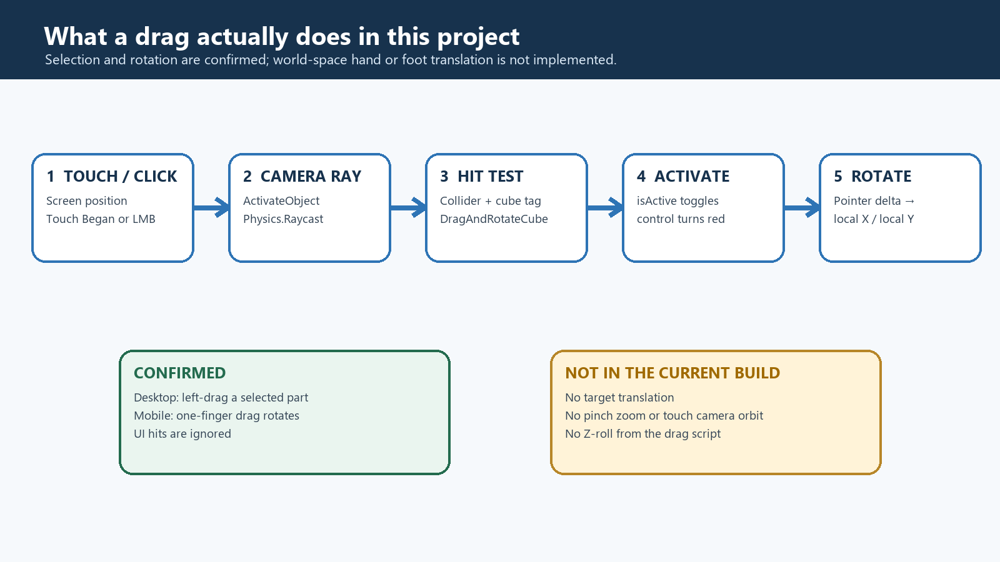 What a drag actually does in this project
Selection and rotation are confirmed; world-space hand or foot translation is not implemented.
1 TOUCH / CLICK
Screen position
Touch Began or LMB
2 CAMERA RAY
ActivateObject
Physics.Raycast
3 HIT TEST
Collider + cube tag
DragAndRotateCube
4 ACTIVATE
isActive toggles
control turns red
5 ROTATE
Pointer delta →
local X / local Y
CONFIRMED
Desktop: left-drag a selected part
Mobile: one-finger drag rotates
UI hits are ignored
NOT IN THE CURRENT BUILD
No target translation
No pinch zoom or touch camera orbit
No Z-roll from the drag script